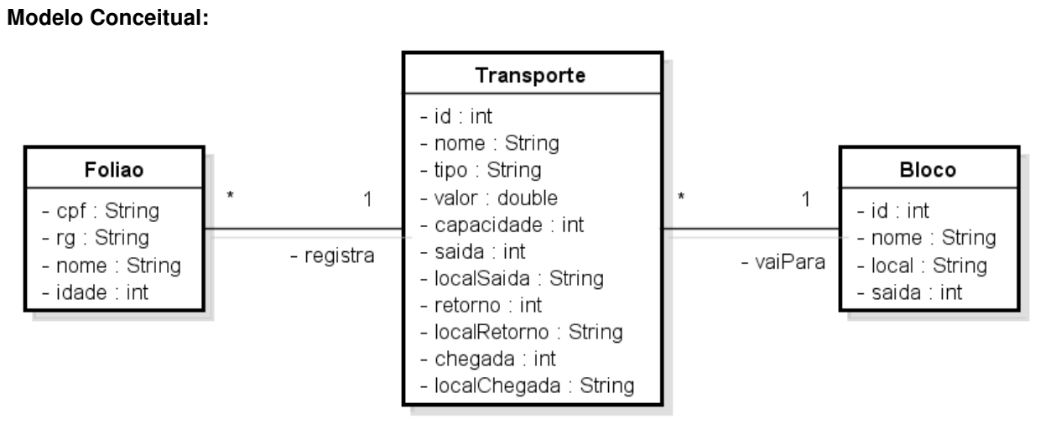 Modelo Conceitual:
Foliao
- cpf : String
- rg : String
- nome : String
- idade : int
* 1
- registra
Transporte
- id : int
- nome : String
- tipo : String
- valor : double
- capacidade : int
- saida : int
- localSaida : String
- retorno : int
- localRetorno : String
- chegada : int
- localChegada : String
* 1
- vaiPara
Bloco
- id : int
- nome : String
- local : String
- saida : int